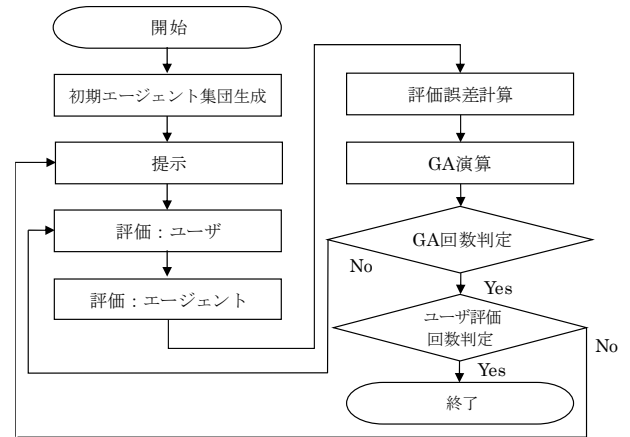 開始
初期エージェント集団生成
提示
評価：ユーザ
評価：エージェント
評価誤差計算
GA演算
GA回数判定
No
Yes
ユーザ評価
回数判定
No
Yes
終了